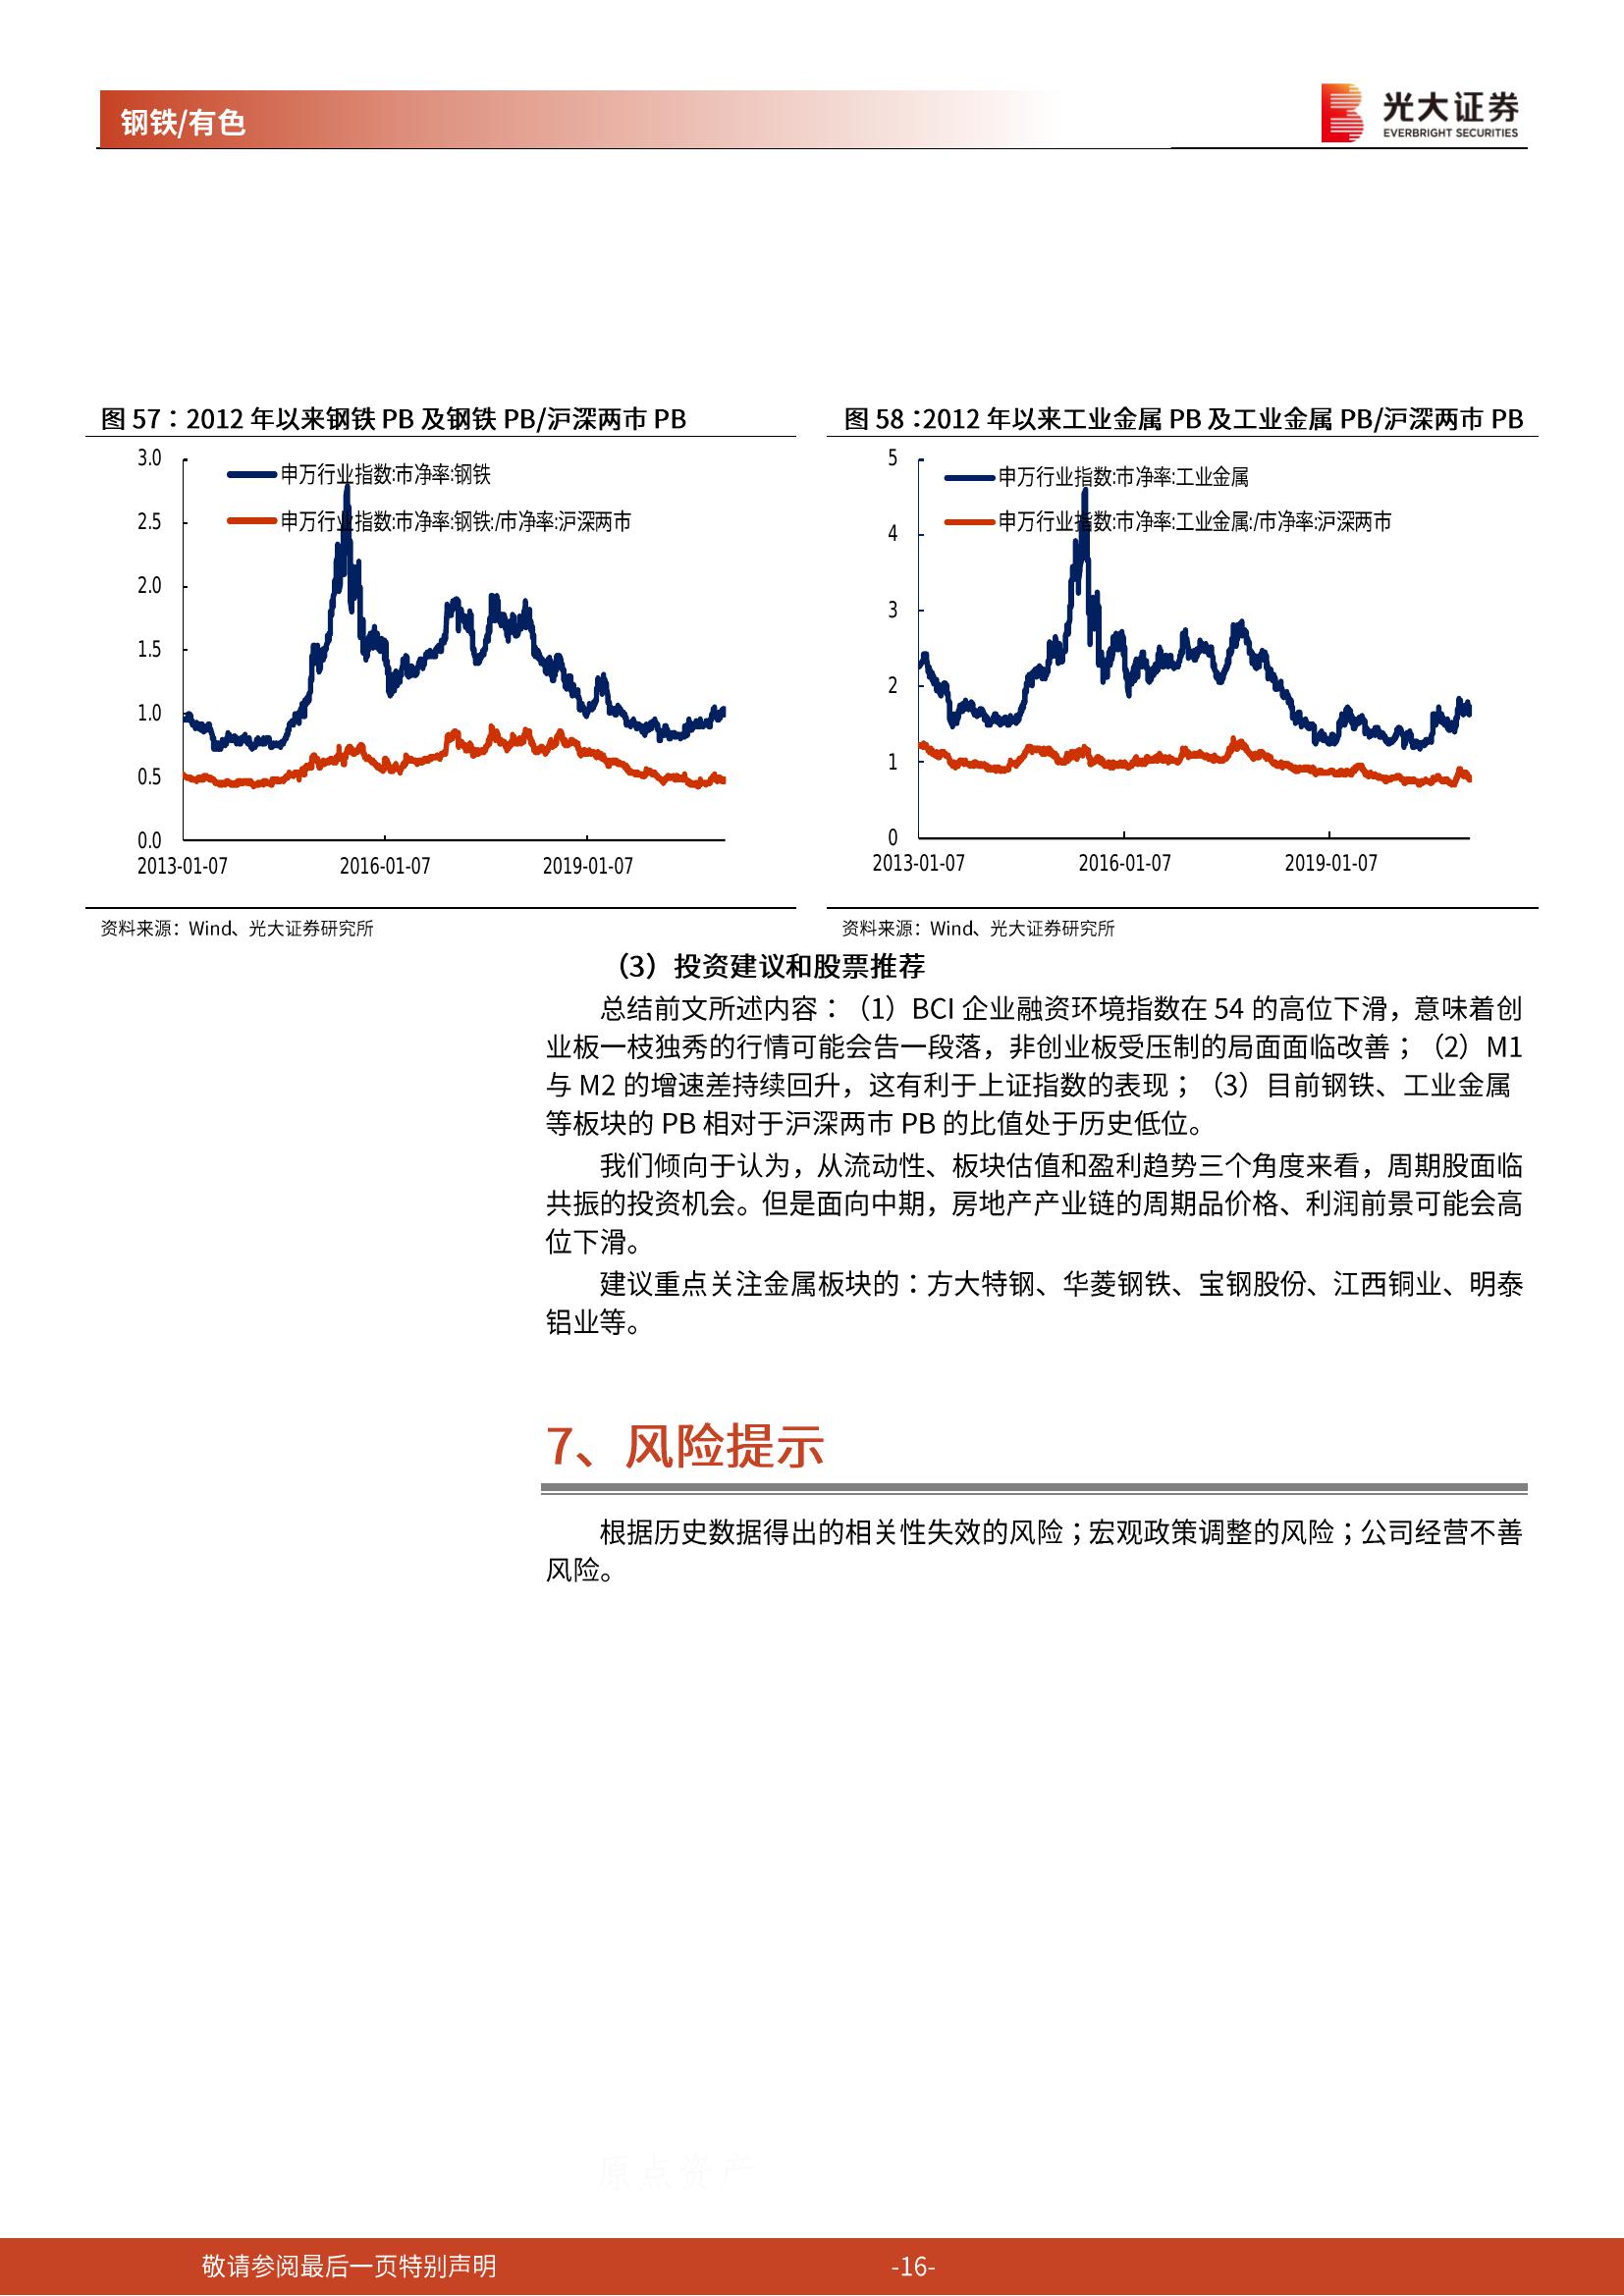 钢铁/有色
光大证券
EVERBRIGHT SECURITIES
图 57：2012 年以来钢铁 PB 及钢铁 PB/沪深两市 PB
3.0
申万行业指数:市净率:钢铁
2.5
申万行业指数:市净率:钢铁:/市净率:沪深两市
2.0
1.5
1.0
0.5
0.0
2013-01-07 2016-01-07 2019-01-07
资料来源：Wind、光大证券研究所
图 58：2012 年以来工业金属 PB 及工业金属 PB/沪深两市 PB
5
申万行业指数:市净率:工业金属
申万行业指数:市净率:工业金属:/市净率:沪深两市
4
3
2
1
0
2013-01-07 2016-01-07 2019-01-07
资料来源：Wind、光大证券研究所
（3）投资建议和股票推荐
总结前文所述内容：（1）BCI 企业融资环境指数在 54 的高位下滑，意味着创
业板一枝独秀的行情可能会告一段落，非创业板受压制的局面面临改善；（2）M1
与 M2 的增速差持续回升，这有利于上证指数的表现；（3）目前钢铁、工业金属
等板块的 PB 相对于沪深两市 PB 的比值处于历史低位。
我们倾向于认为，从流动性、板块估值和盈利趋势三个角度来看，周期股面临
共振的投资机会。但是面向中期，房地产产业链的周期品价格、利润前景可能会高
位下滑。
建议重点关注金属板块的：方大特钢、华菱钢铁、宝钢股份、江西铜业、明泰
铝业等。
7、风险提示
根据历史数据得出的相关性失效的风险；宏观政策调整的风险；公司经营不善
风险。
原点资产
敬请参阅最后一页特别声明
-16-